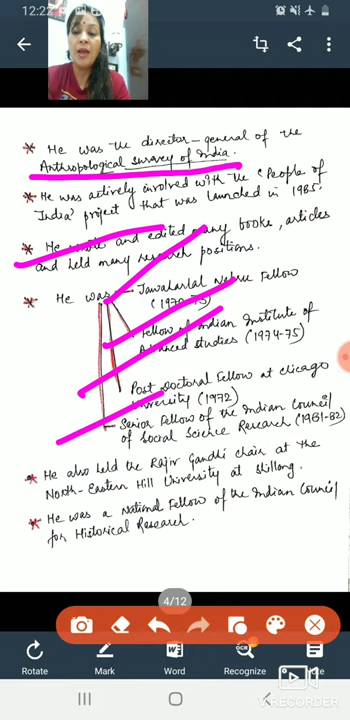 12:22
* He was the director-general of the
Anthropological Survey of India.
* He was actively involved with the "People of
India" project that was launched in 1985.
* He wrote and edited many books, articles
and held many research positions.
* He was Jawaharlal Nehru Fellow
(1970-75)
Fellow of Indian Institute of
Advanced studies (1974-75)
Post Doctoral Fellow at chicago
University (1972)
Senior Fellow of the Indian Council
of Social Science Research (1981-82)
* He also held the Rajiv Gandhi chair at the
North-Eastern Hill University at Shillong.
* He was a National Fellow of the Indian Council
for Historical Research.
4/12
Rotate
Mark
Word
Recognize
OCR
VRECORDER